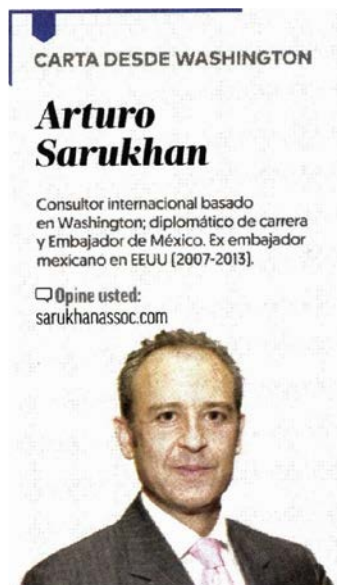 CARTA DESDE WASHINGTON
Arturo
Sarukhan
Consultor internacional basado
en Washington; diplomático de carrera
y Embajador de México. Ex embajador
mexicano en EEUU (2007-2013).
Opine usted:
sarukhanassoc.com